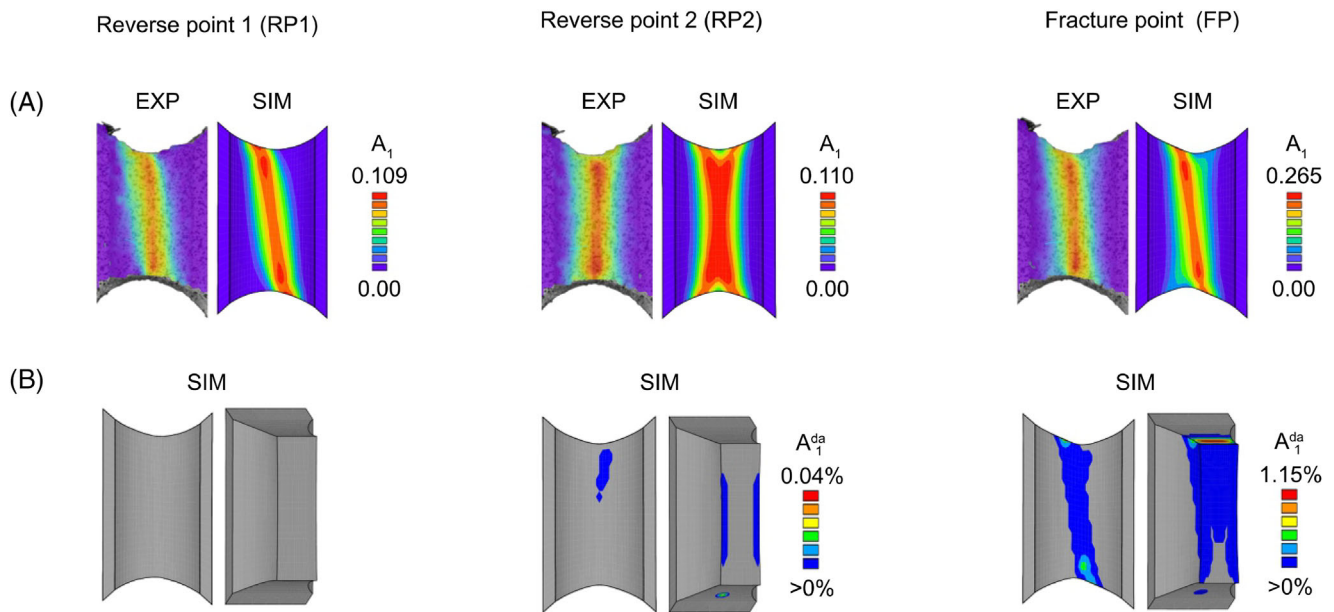 Reverse point 1 (RP1)
Reverse point 2 (RP2)
Fracture point (FP)
(A)
EXP
SIM
A1
0.109
0.00
EXP
SIM
A1
0.110
0.00
EXP
SIM
A1
0.265
0.00
(B)
SIM
SIM
A1da
0.04%
>0%
SIM
A1da
1.15%
>0%